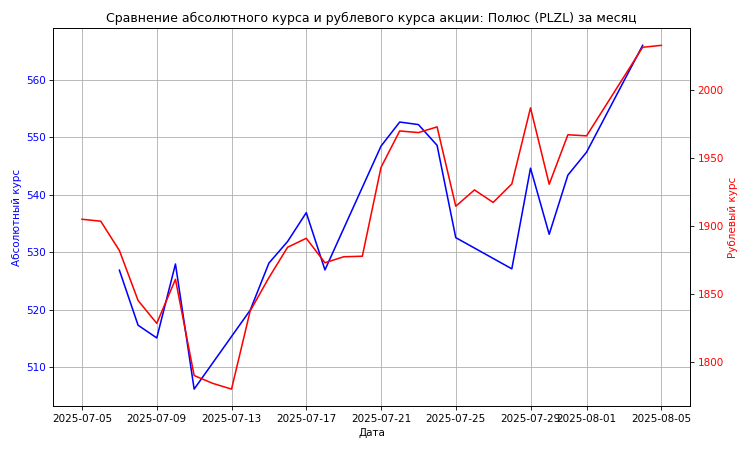 Сравнение абсолютного курса и рублевого курса акции: Полюс (PLZL) за месяц
Абсолютный курс
560
550
540
530
520
510
2000
1950
1900
1850
1800
Рублевый курс
2025-07-05 2025-07-09 2025-07-13 2025-07-17 2025-07-21 2025-07-25 2025-07-29 2025-08-01 2025-08-05
Дата